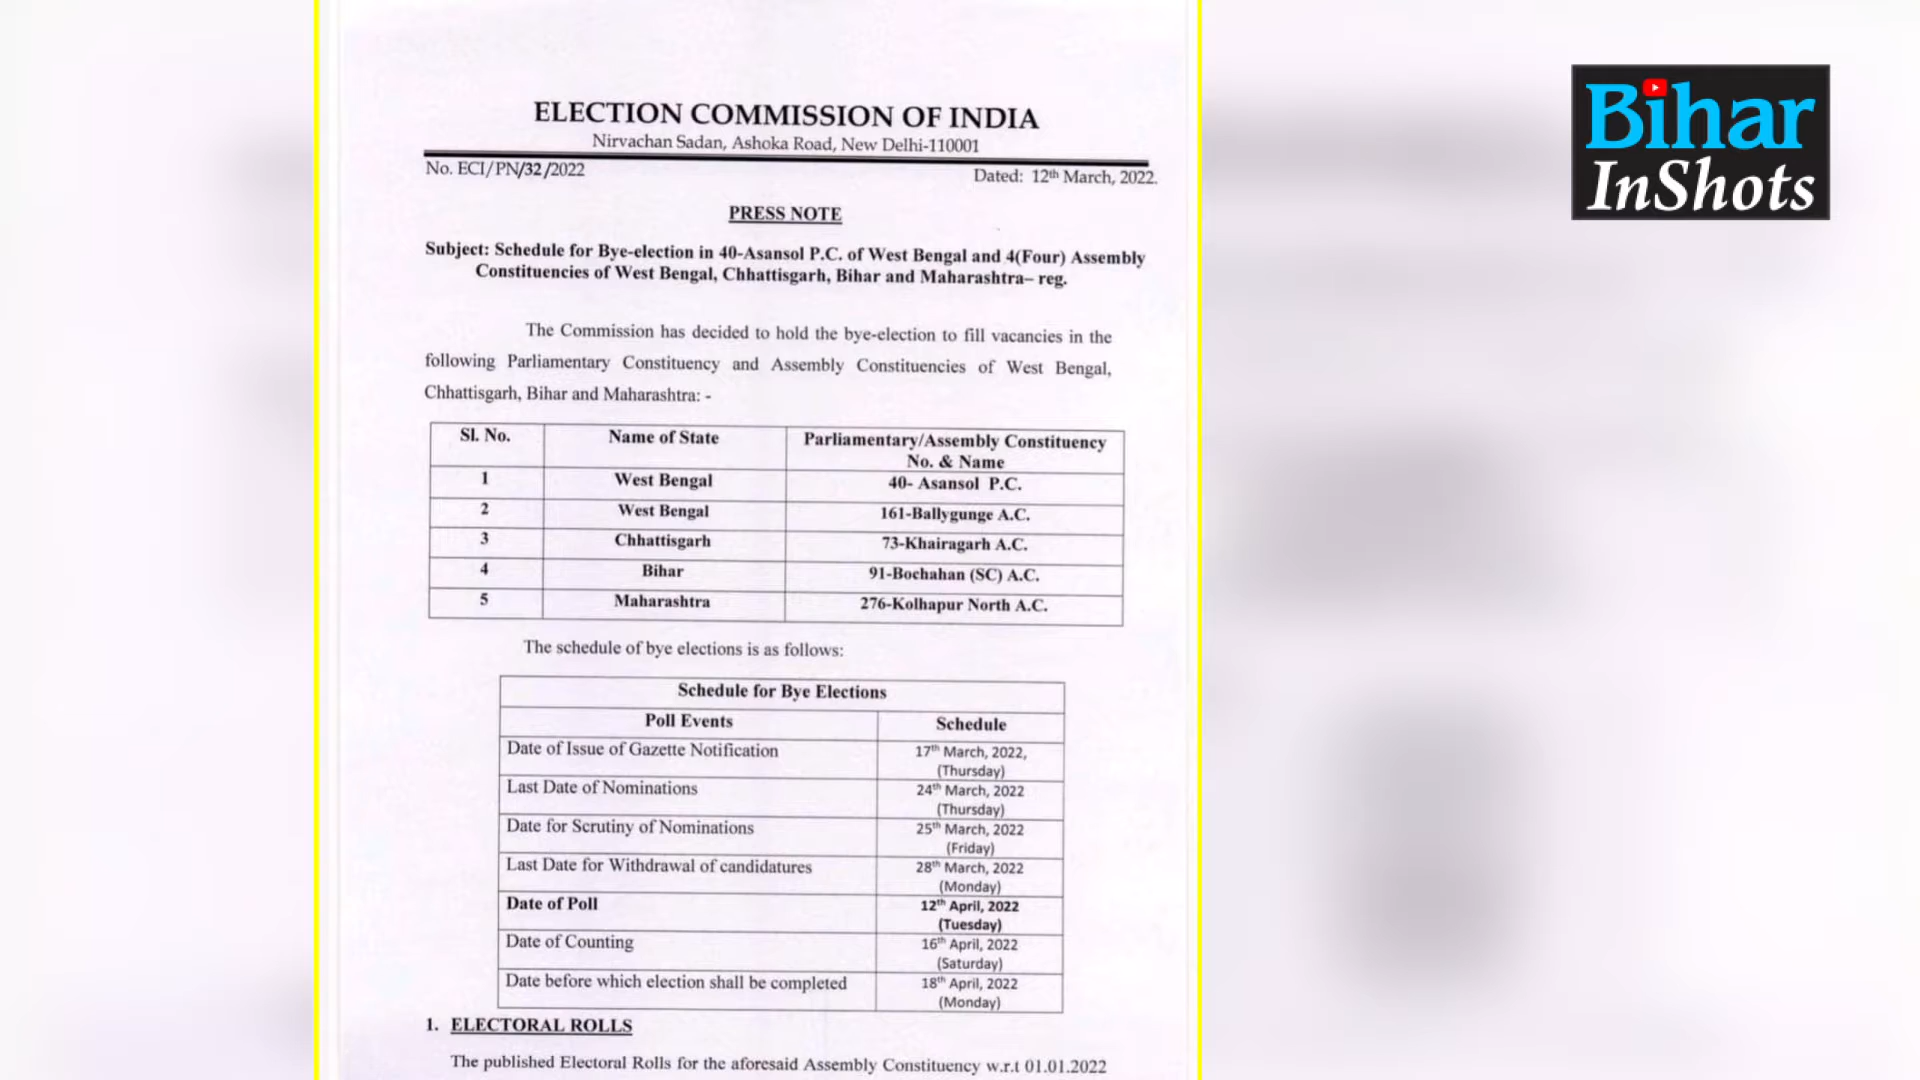 ELECTION COMMISSION OF INDIA
Nirvachan Sadan, Ashoka Road, New Delhi-110001
No. ECI/PN/32/2022 Dated: 12th March, 2022.
PRESS NOTE
Subject: Schedule for Bye-election in 40-Asansol P.C. of West Bengal and 4(Four) Assembly
Constituencies of West Bengal, Chhattisgarh, Bihar and Maharashtra– reg.
The Commission has decided to hold the bye-election to fill vacancies in the
following Parliamentary Constituency and Assembly Constituencies of West Bengal,
Chhattisgarh, Bihar and Maharashtra: -
Sl. No. Name of State Parliamentary/Assembly Constituency
No. & Name
1 West Bengal 40- Asansol P.C.
2 West Bengal 161-Ballygunge A.C.
3 Chhattisgarh 73-Khairagarh A.C.
4 Bihar 91-Bochahan (SC) A.C.
5 Maharashtra 276-Kolhapur North A.C.
The schedule of bye elections is as follows:
Schedule for Bye Elections
Poll Events Schedule
Date of Issue of Gazette Notification 17th March, 2022,
(Thursday)
Last Date of Nominations 24th March, 2022
(Thursday)
Date for Scrutiny of Nominations 25th March, 2022
(Friday)
Last Date for Withdrawal of candidatures 28th March, 2022
(Monday)
Date of Poll 12th April, 2022
(Tuesday)
Date of Counting 16th April, 2022
(Saturday)
Date before which election shall be completed 18th April, 2022
(Monday)
1. ELECTORAL ROLLS
The published Electoral Rolls for the aforesaid Assembly Constituency w.r.t 01.01.2022
Bihar
InShots